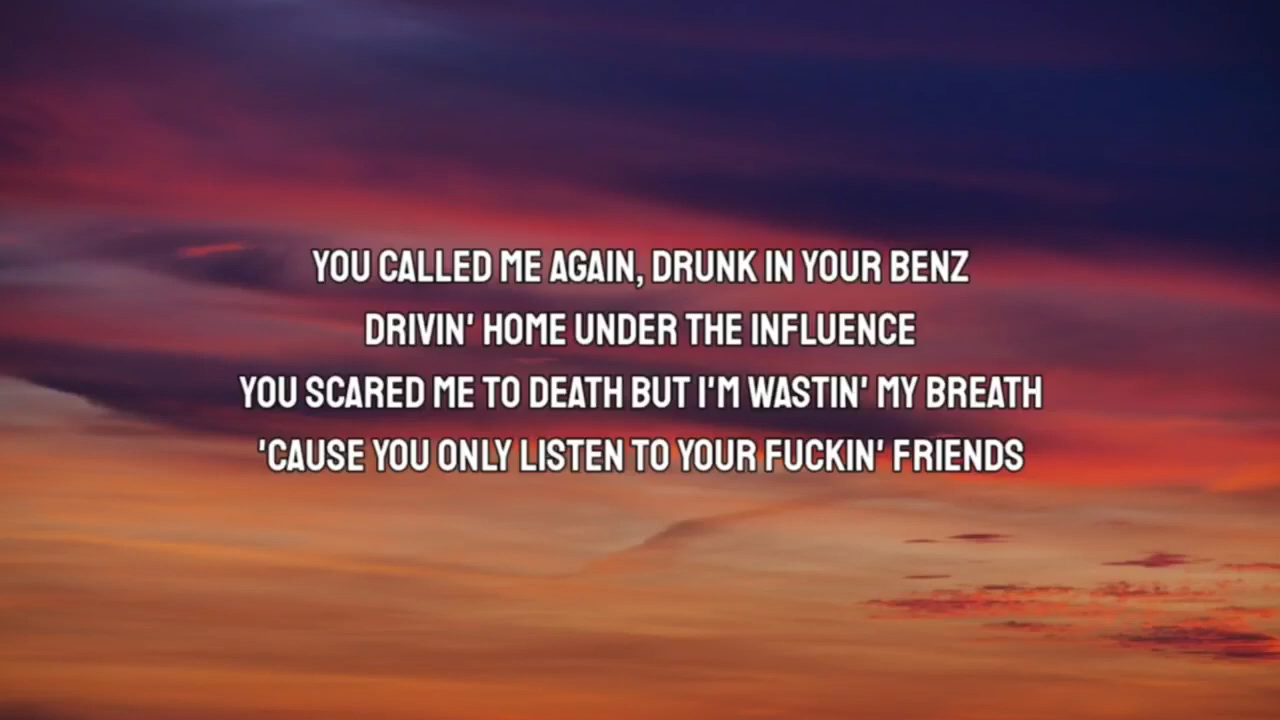 YOU CALLED ME AGAIN, DRUNK IN YOUR BENZ
DRIVIN' HOME UNDER THE INFLUENCE
YOU SCARED ME TO DEATH BUT I'M WASTIN' MY BREATH
'CAUSE YOU ONLY LISTEN TO YOUR FUCKIN' FRIENDS